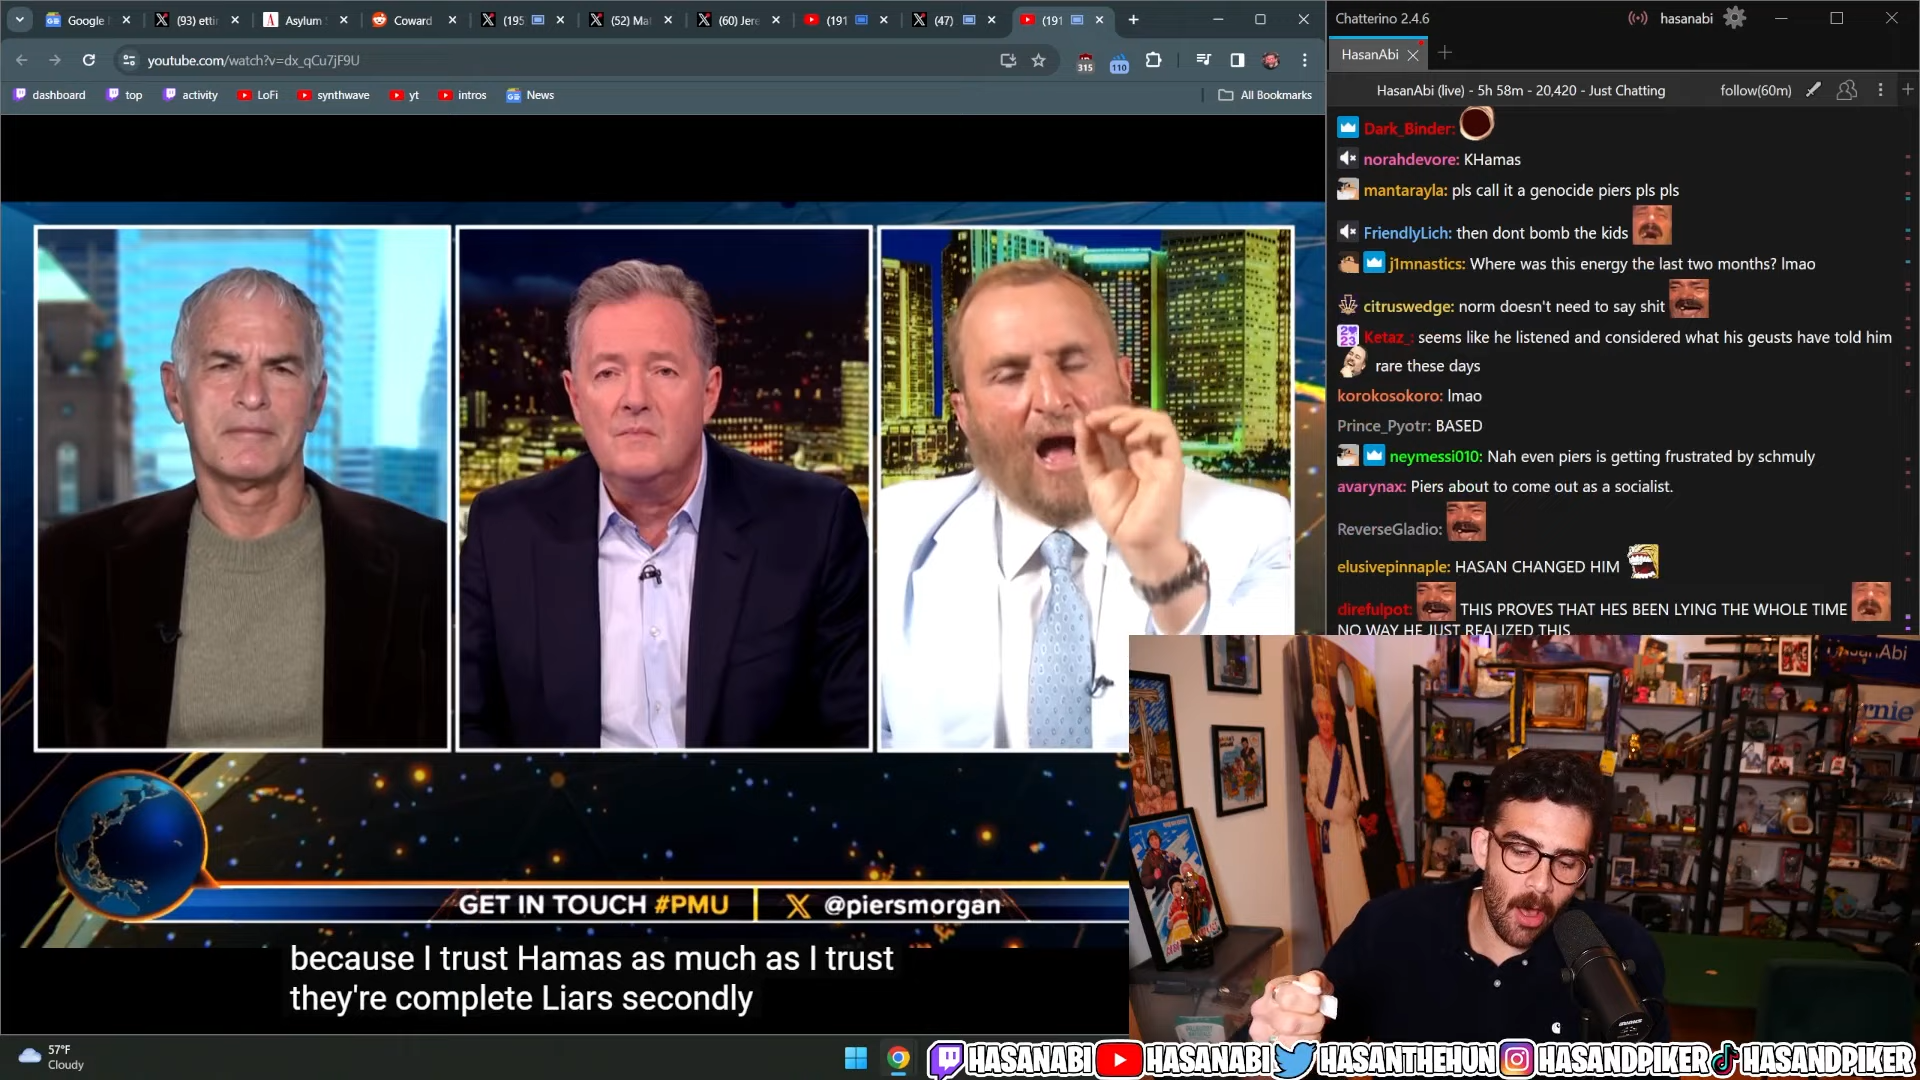 Google
(93) etti
Asylum
Coward
(195
(52) Mat
(60) Jere
(191
(47)
(191
youtube.com/watch?v=dx_qCu7jF9U
315
110
dashboard
top
activity
LoFi
synthwave
yt
intros
News
All Bookmarks
GET IN TOUCH #PMU
X @piersmorgan
because I trust Hamas as much as I trust
they're complete Liars secondly
Chatterino 2.4.6
hasanabi
HasanAbi
HasanAbi (live) - 5h 58m - 20,420 - Just Chatting
follow(60m)
Dark_Binder:
norahdevore: KHamas
mantarayla: pls call it a genocide piers pls pls
FriendlyLich: then dont bomb the kids
j1mnastics: Where was this energy the last two months? lmao
citruswedge: norm doesn't need to say shit
Ketaz_: seems like he listened and considered what his geusts have told him
rare these days
korokosokoro: lmao
Prince_Pyotr: BASED
neymessi010: Nah even piers is getting frustrated by schmuly
avarynax: Piers about to come out as a socialist.
ReverseGladio:
elusivepinnaple: HASAN CHANGED HIM
direfulpot: THIS PROVES THAT HES BEEN LYING THE WHOLE TIME
NO WAY HE JUST REALIZED THIS
57°F
Cloudy
HASANABI HASANABI HASANTHEHUN HASANDPIKER HASANDPIKER